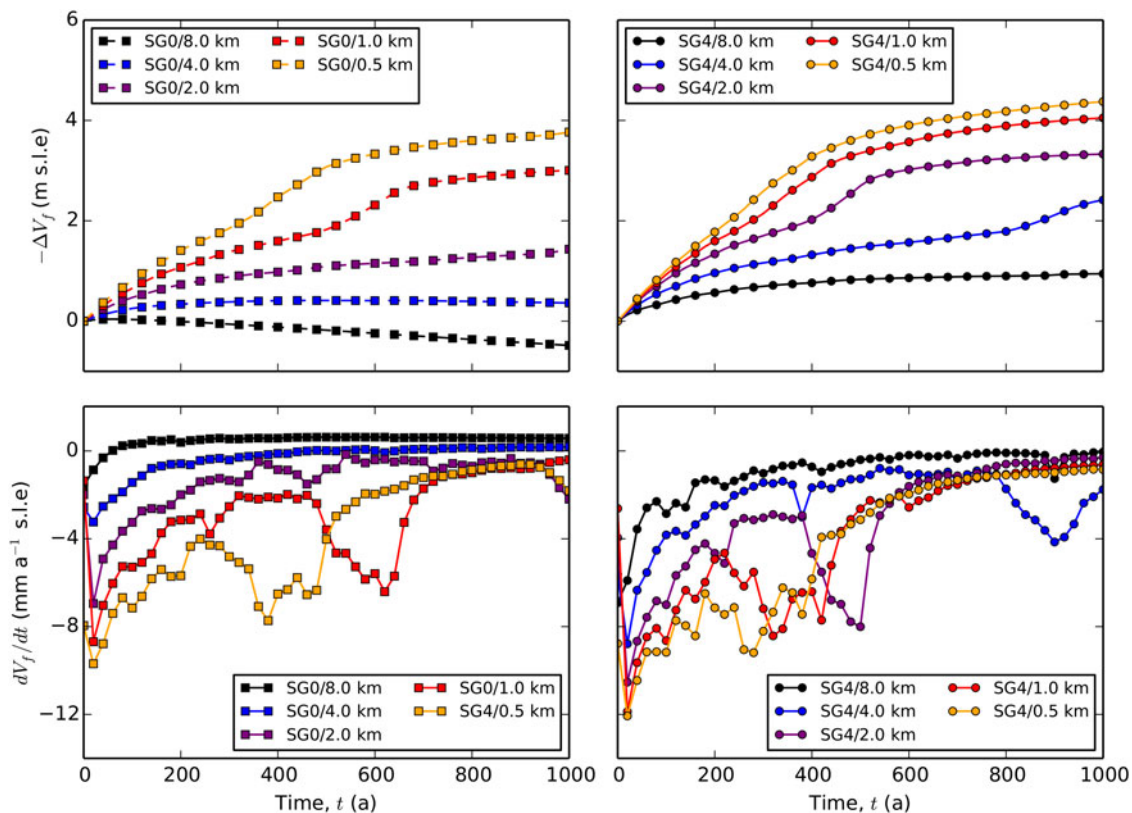 6
4
2
0
−ΔV_f (m s.l.e)
SG0/8.0 km SG0/1.0 km
SG0/4.0 km SG0/0.5 km
SG0/2.0 km
SG4/8.0 km SG4/1.0 km
SG4/4.0 km SG4/0.5 km
SG4/2.0 km
0
−4
−8
−12
dV_f/dt (mm a⁻¹ s.l.e)
SG0/8.0 km SG0/1.0 km
SG0/4.0 km SG4/0.5 km
SG0/2.0 km
0 200 400 600 800 1000
Time, t (a)
SG4/8.0 km SG4/1.0 km
SG4/4.0 km SG4/0.5 km
SG4/2.0 km
0 200 400 600 800 1000
Time, t (a)